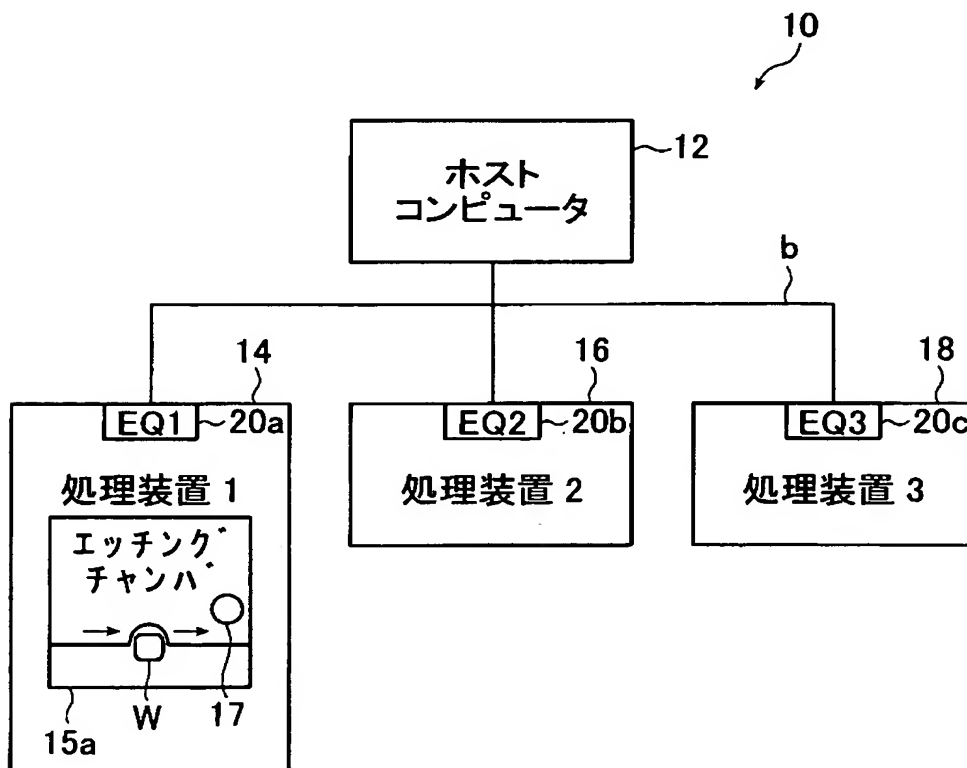 10
ホスト
コンピュータ
12
b
14
16
18
EQ1
20a
EQ2
20b
EQ3
20c
処理装置 1
処理装置 2
処理装置 3
エッチング
チャンバ
W
17
15a